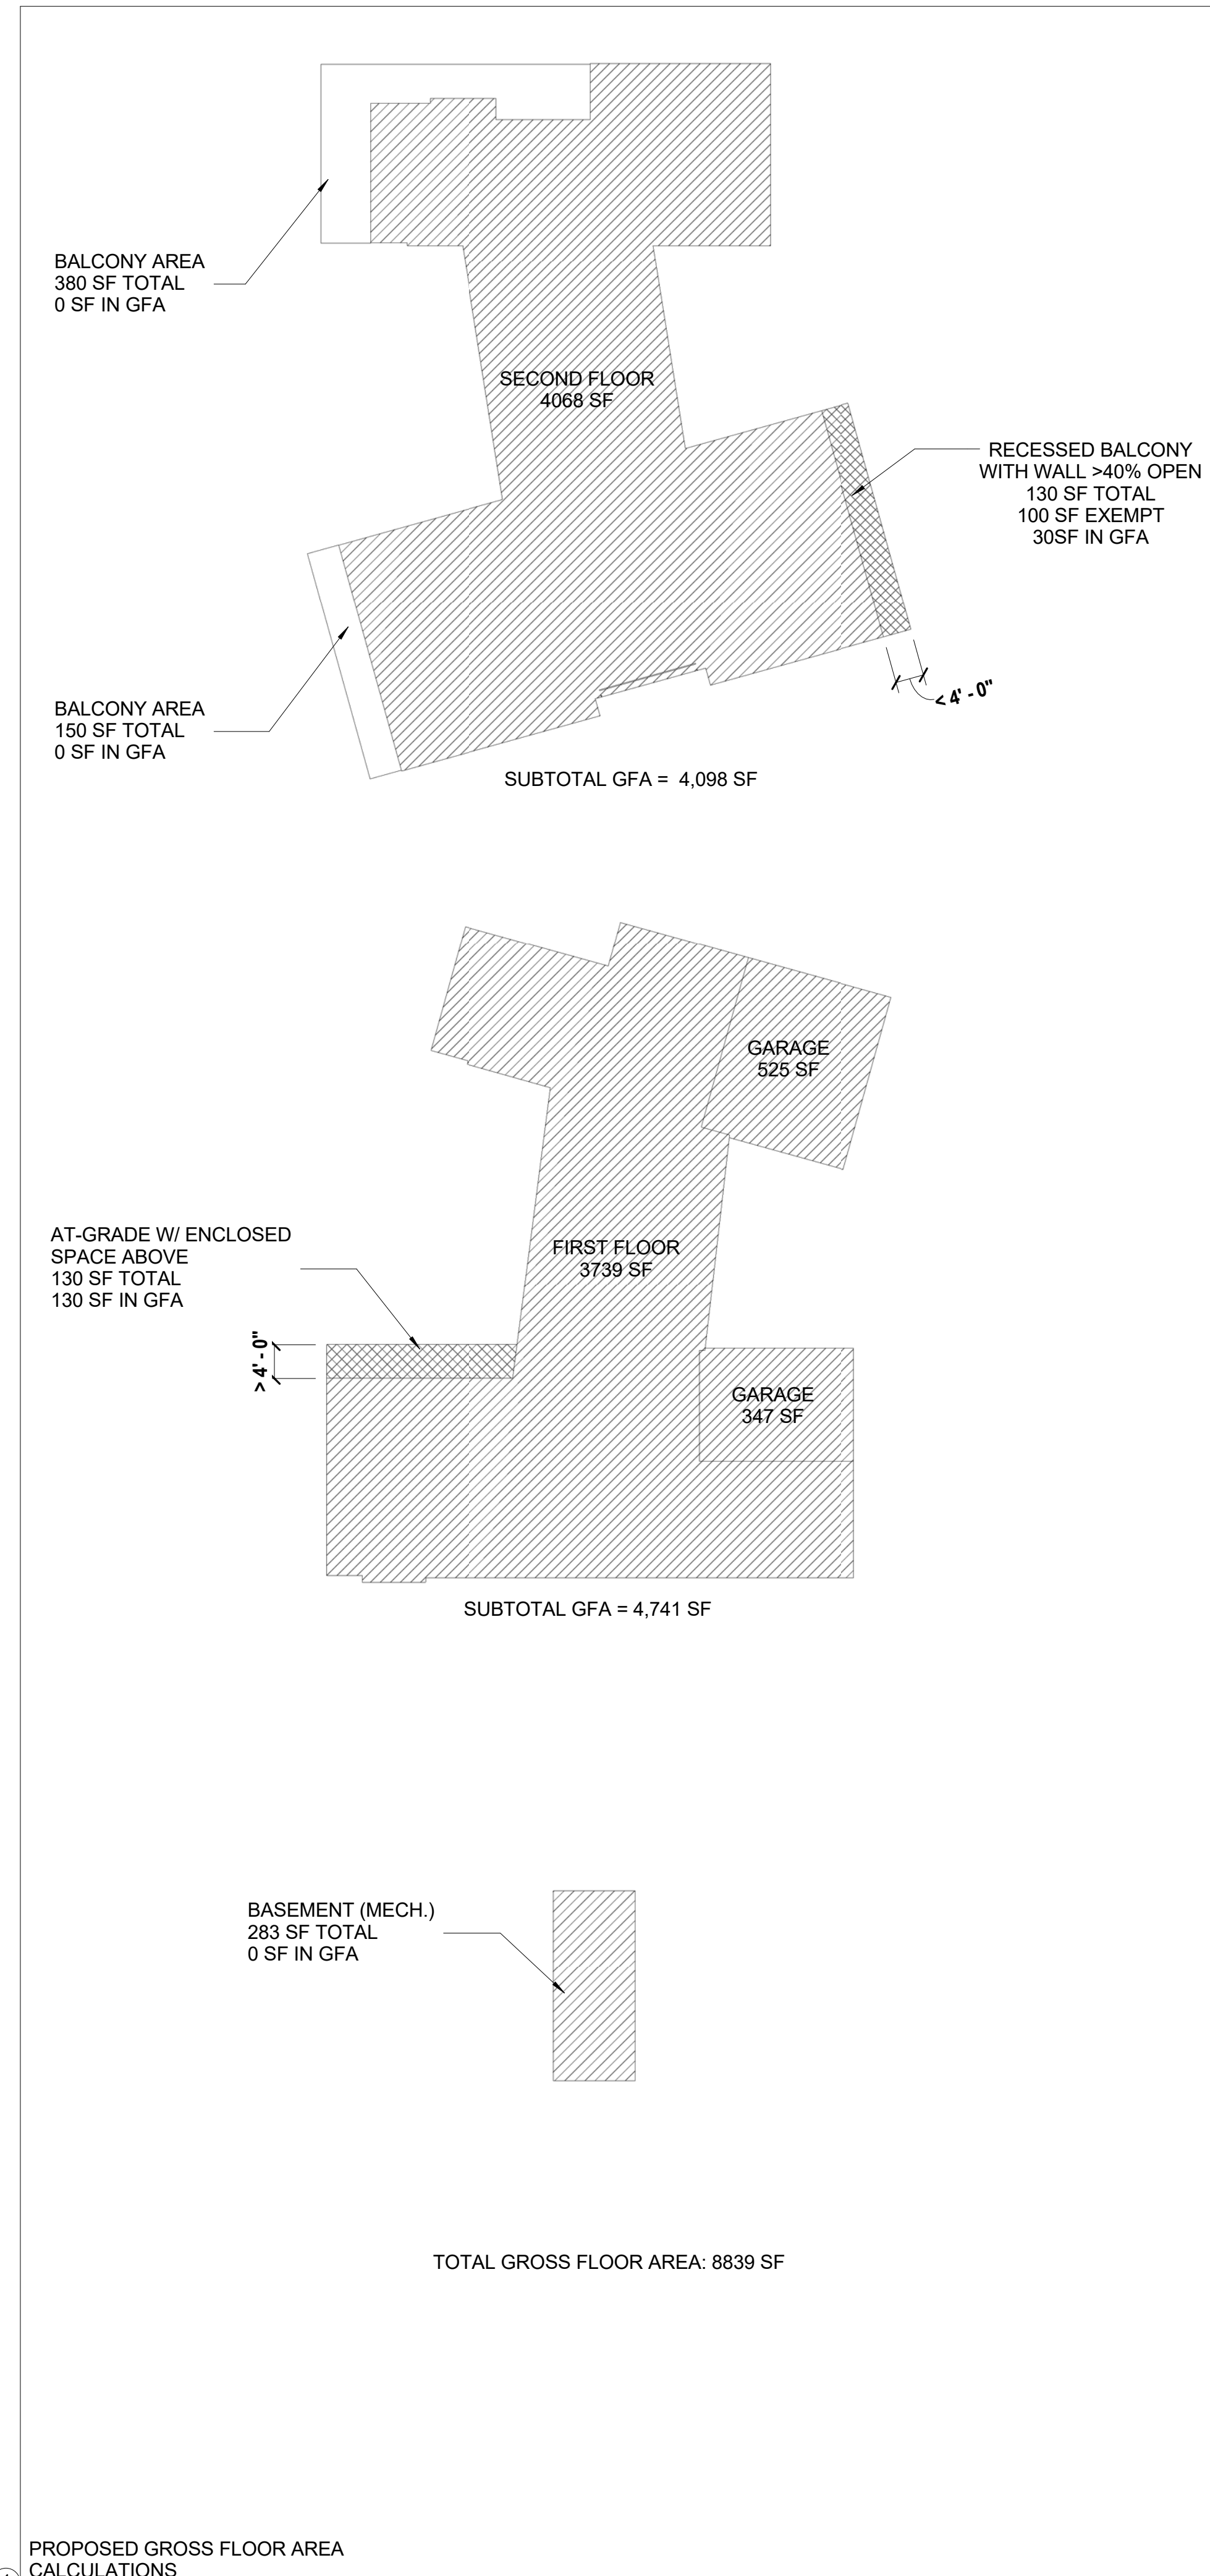 BALCONY AREA
380 SF TOTAL
0 SF IN GFA
SECOND FLOOR
4068 SF
RECESSED BALCONY
WITH WALL >40% OPEN
130 SF TOTAL
100 SF EXEMPT
30SF IN GFA
< 4' - 0"
BALCONY AREA
150 SF TOTAL
0 SF IN GFA
SUBTOTAL GFA = 4,098 SF
GARAGE
525 SF
AT-GRADE W/ ENCLOSED
SPACE ABOVE
130 SF TOTAL
130 SF IN GFA
FIRST FLOOR
3739 SF
> 4' - 0"
GARAGE
347 SF
SUBTOTAL GFA = 4,741 SF
BASEMENT (MECH.)
283 SF TOTAL
0 SF IN GFA
TOTAL GROSS FLOOR AREA: 8839 SF
PROPOSED GROSS FLOOR AREA
CALCULATIONS